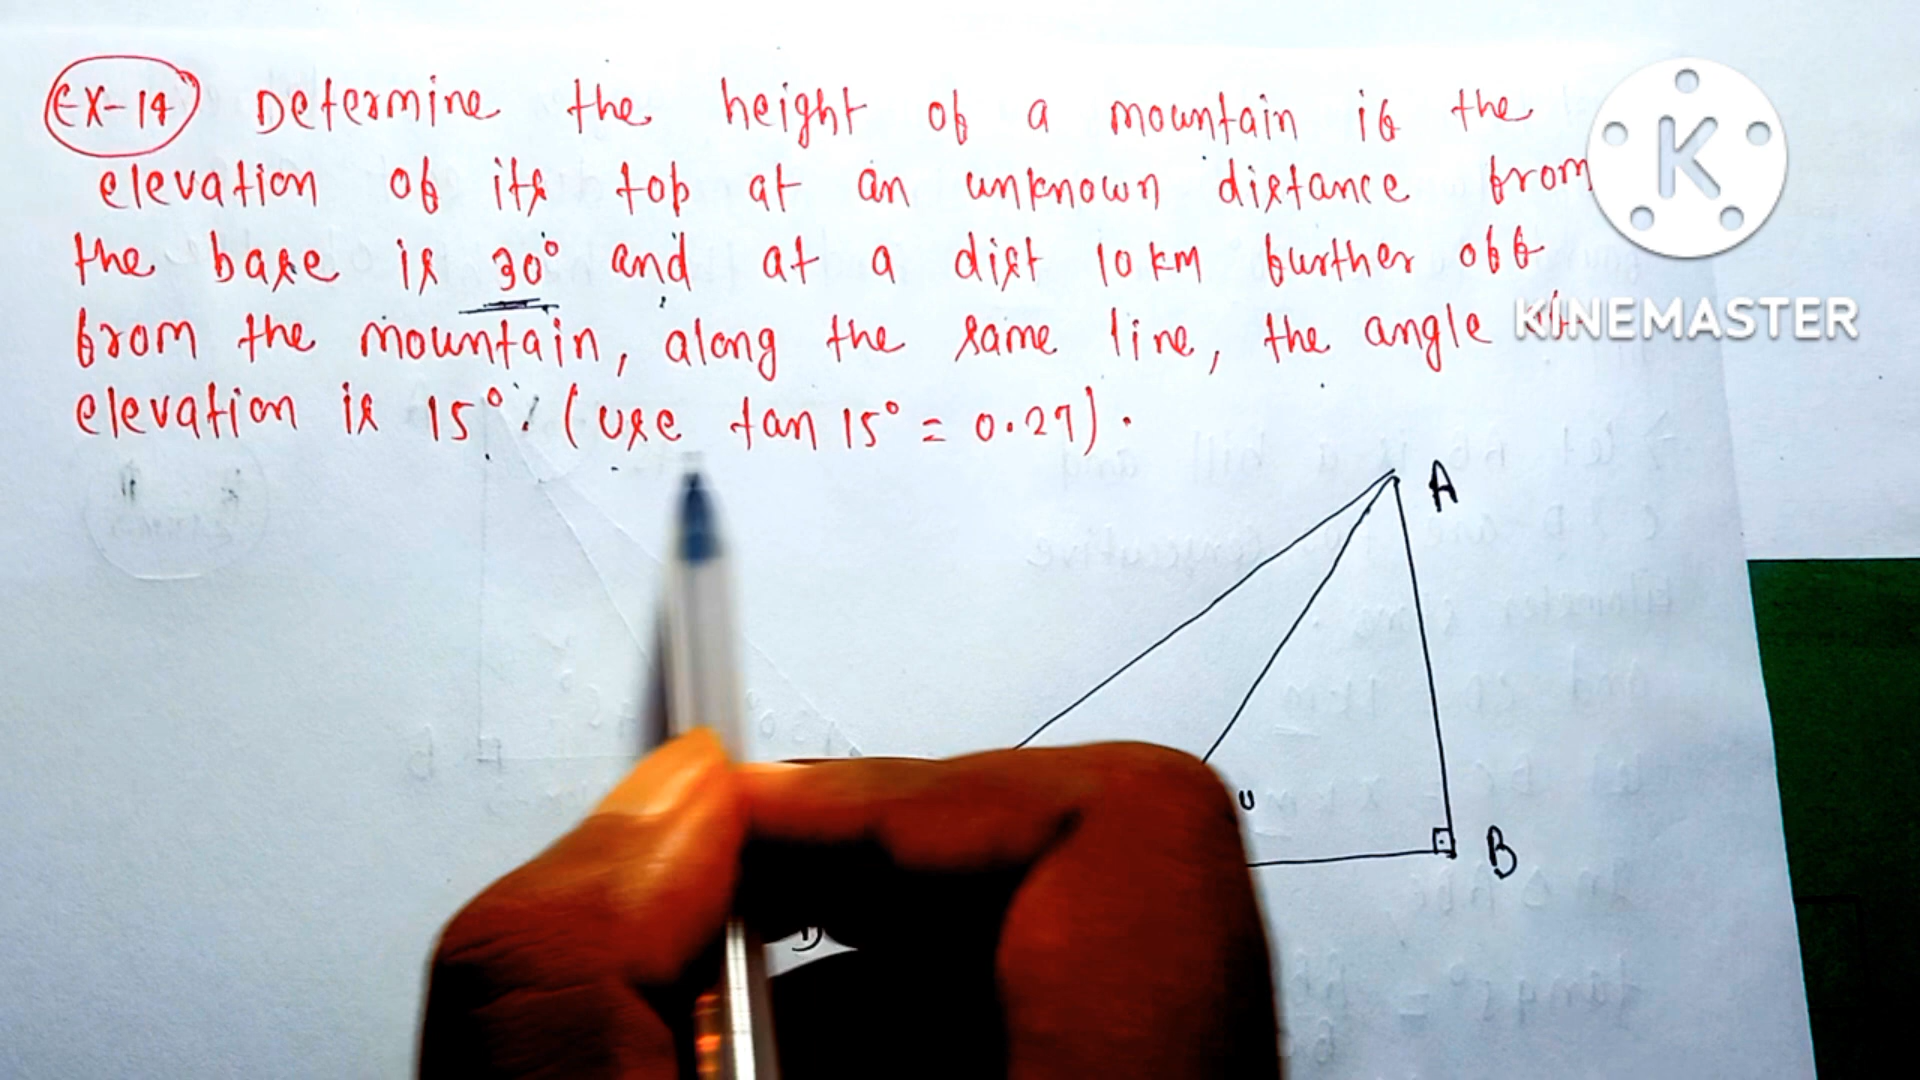 Ex-14 Determine the height of a mountain if the
elevation of its top at an unknown distance from
the base is 30° and at a dist 10 km further off
from the mountain, along the same line, the angle of
elevation is 15°. (Use tan 15° = 0.27).
K
KINEMASTER
A
B
D